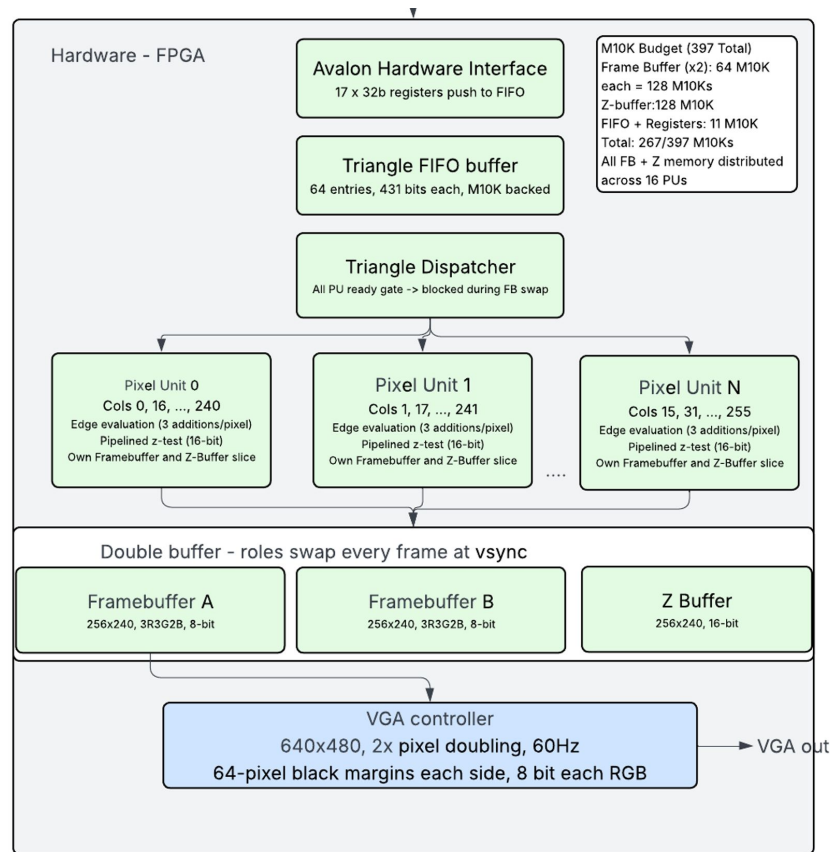 Hardware - FPGA
Avalon Hardware Interface
17 x 32b registers push to FIFO
M10K Budget (397 Total)
Frame Buffer (x2): 64 M10K
each = 128 M10Ks
Z-buffer:128 M10K
FIFO + Registers: 11 M10K
Total: 267/397 M10Ks
All FB + Z memory distributed
across 16 PUs
Triangle FIFO buffer
64 entries, 431 bits each, M10K backed
Triangle Dispatcher
All PU ready gate -> blocked during FB swap
Pixel Unit 0
Cols 0, 16, ..., 240
Edge evaluation (3 additions/pixel)
Pipelined z-test (16-bit)
Own Framebuffer and Z-Buffer slice
Pixel Unit 1
Cols 1, 17, ..., 241
Edge evaluation (3 additions/pixel)
Pipelined z-test (16-bit)
Own Framebuffer and Z-Buffer slice
....
Pixel Unit N
Cols 15, 31, ..., 255
Edge evaluation (3 additions/pixel)
Pipelined z-test (16-bit)
Own Framebuffer and Z-Buffer slice
Double buffer - roles swap every frame at vsync
Framebuffer A
256x240, 3R3G2B, 8-bit
Framebuffer B
256x240, 3R3G2B, 8-bit
Z Buffer
256x240, 16-bit
VGA controller
640x480, 2x pixel doubling, 60Hz
64-pixel black margins each side, 8 bit each RGB
VGA out